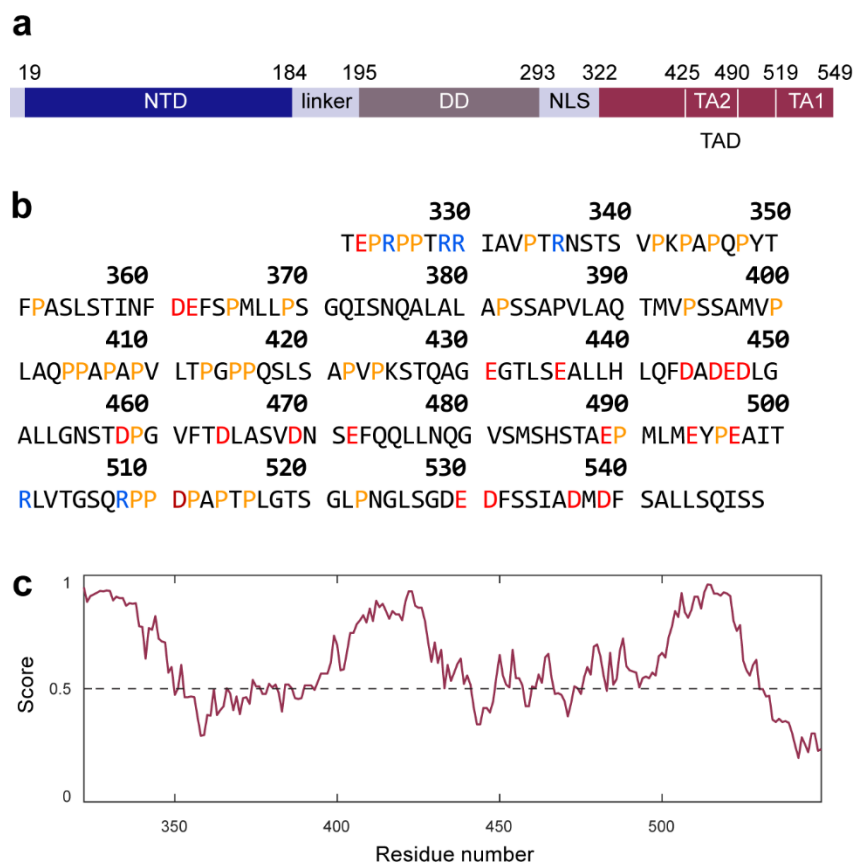 a
19 184 195 293 322 425 490 519 549
NTD linker DD NLS TA2 TA1
TAD
b
330 340 350
TEPRPPTRR IAVPTRNSTS VPKPAPQPYT
360 370 380 390 400
FPASLSTINF DEFSPMLLPS GQISNQALAL APSSAPVLAQ TMVPSSAMVP
410 420 430 440 450
LAQPPAPAPV LTPGPPQSLS APVPKSTQAG EGTLSEALLH LQFDADEDLG
460 470 480 490 500
ALLGNSTDPG VFTDLASVDN SEFQQLLNQG VSMSHSTAEP MLMEYPEAIT
510 520 530 540
RLVTGSQRPP DPAPTPLGTS GLPNGLSGDE DFSSIADMDF SALLSQISS
c
1
0.5
0
Score
350 400 450 500
Residue number